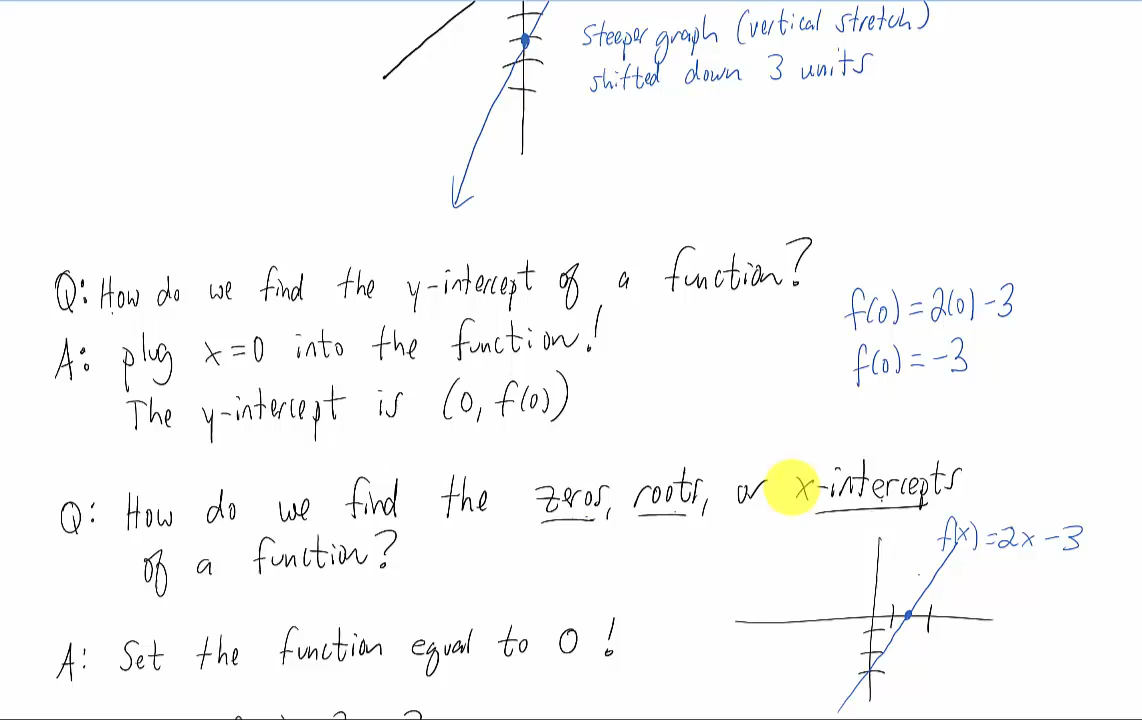 Steeper graph (vertical stretch)
shifted down 3 units
Q: How do we find the y-intercept of a function?
A: plug x=0 into the function!
The y-intercept is (0, f(0))
f(0) = 2(0) -3
f(0) = -3
Q: How do we find the zeros, roots, or x-intercepts
of a function?
f(x) = 2x -3
A: Set the function equal to 0 !